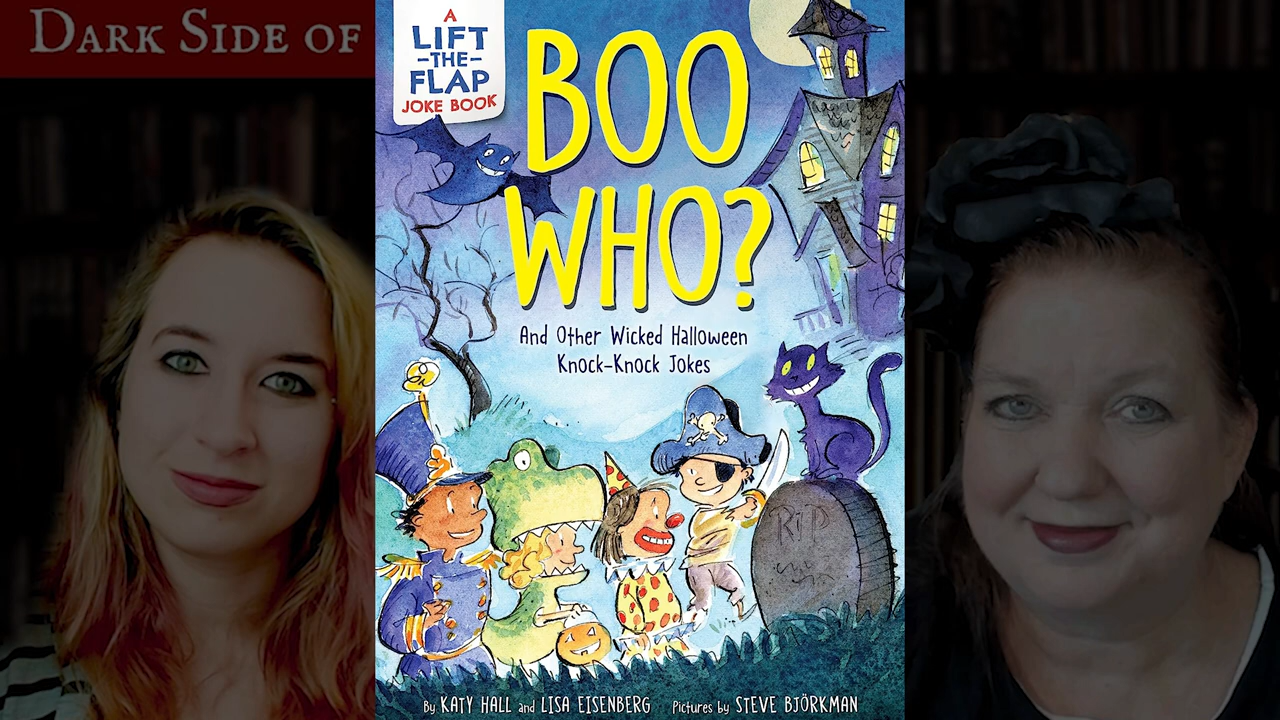 Dark Side of
A
LIFT
-THE-
FLAP
JOKE BOOK
BOO
WHO?
And Other Wicked Halloween
Knock-Knock Jokes
RIP
By KATY HALL and LISA EISENBERG Pictures by STEVE BJÖRKMAN